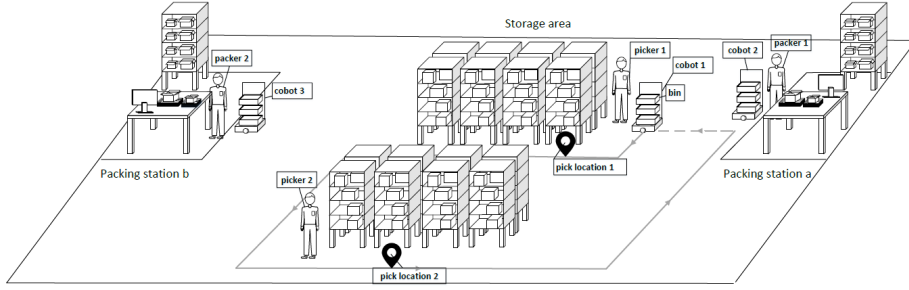 Storage area
picker 1
cobot 2
packer 1
cobot 1
packer 2
cobot 3
bin
Packing station b
pick location 1
Packing station a
picker 2
pick location 2